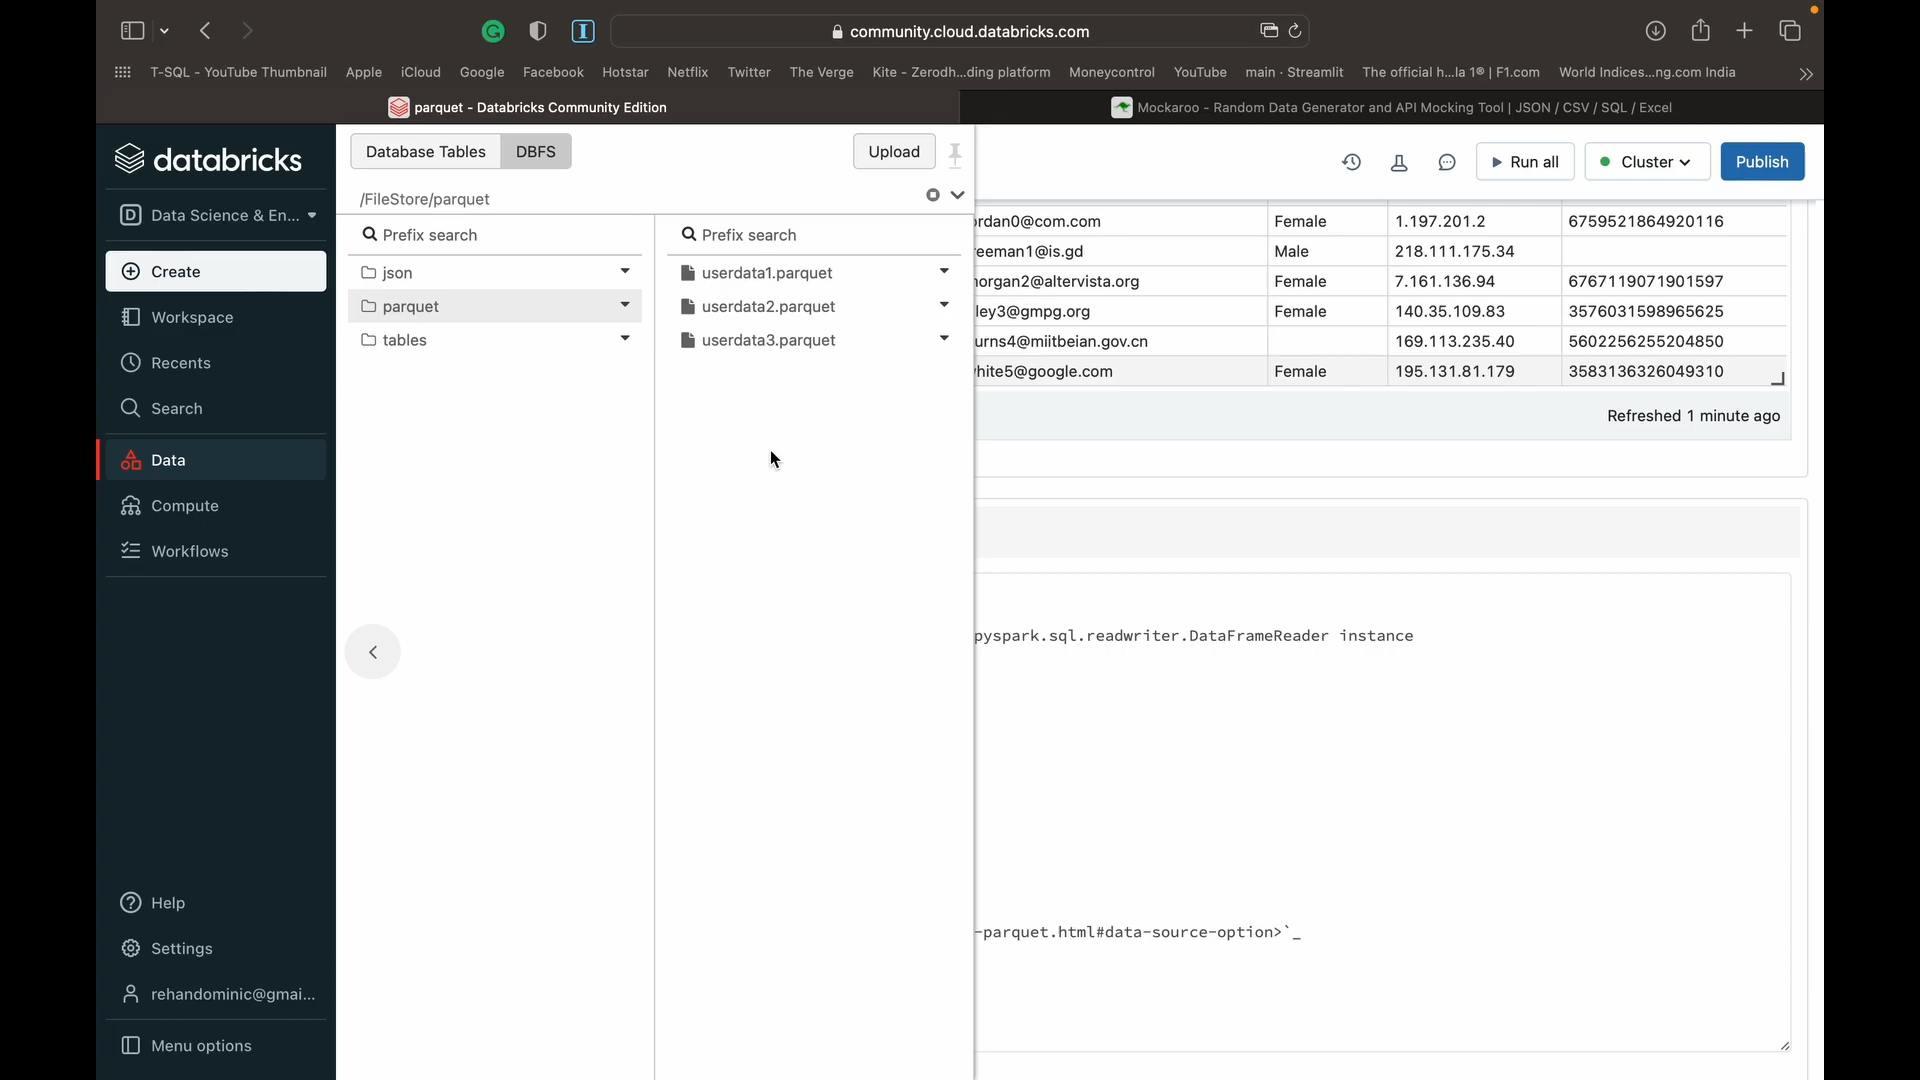 community.cloud.databricks.com
T-SQL - YouTube Thumbnail Apple iCloud Google Facebook Hotstar Netflix Twitter The Verge Kite - Zerodh...ding platform Moneycontrol YouTube main · Streamlit The official h...la 1® | F1.com World Indices...ng.com India
parquet - Databricks Community Edition
Mockaroo - Random Data Generator and API Mocking Tool | JSON / CSV / SQL / Excel
databricks
Data Science & En...
Create
Workspace
Recents
Search
Data
Compute
Workflows
Help
Settings
rehandominic@gmai...
Menu options
Database Tables DBFS
Upload
/FileStore/parquet
Prefix search
json
parquet
tables
Prefix search
userdata1.parquet
userdata2.parquet
userdata3.parquet
Run all
Cluster
Publish
rdan0@com.com Female 1.197.201.2 6759521864920116
reeman1@is.gd Male 218.111.175.34
organ2@altervista.org Female 7.161.136.94 6767119071901597
ley3@gmpg.org Female 140.35.109.83 3576031598965625
urns4@miitbeian.gov.cn 169.113.235.40 5602256255204850
hite5@google.com Female 195.131.81.179 3583136326049310
Refreshed 1 minute ago
pyspark.sql.readwriter.DataFrameReader instance
-parquet.html#data-source-option>`_